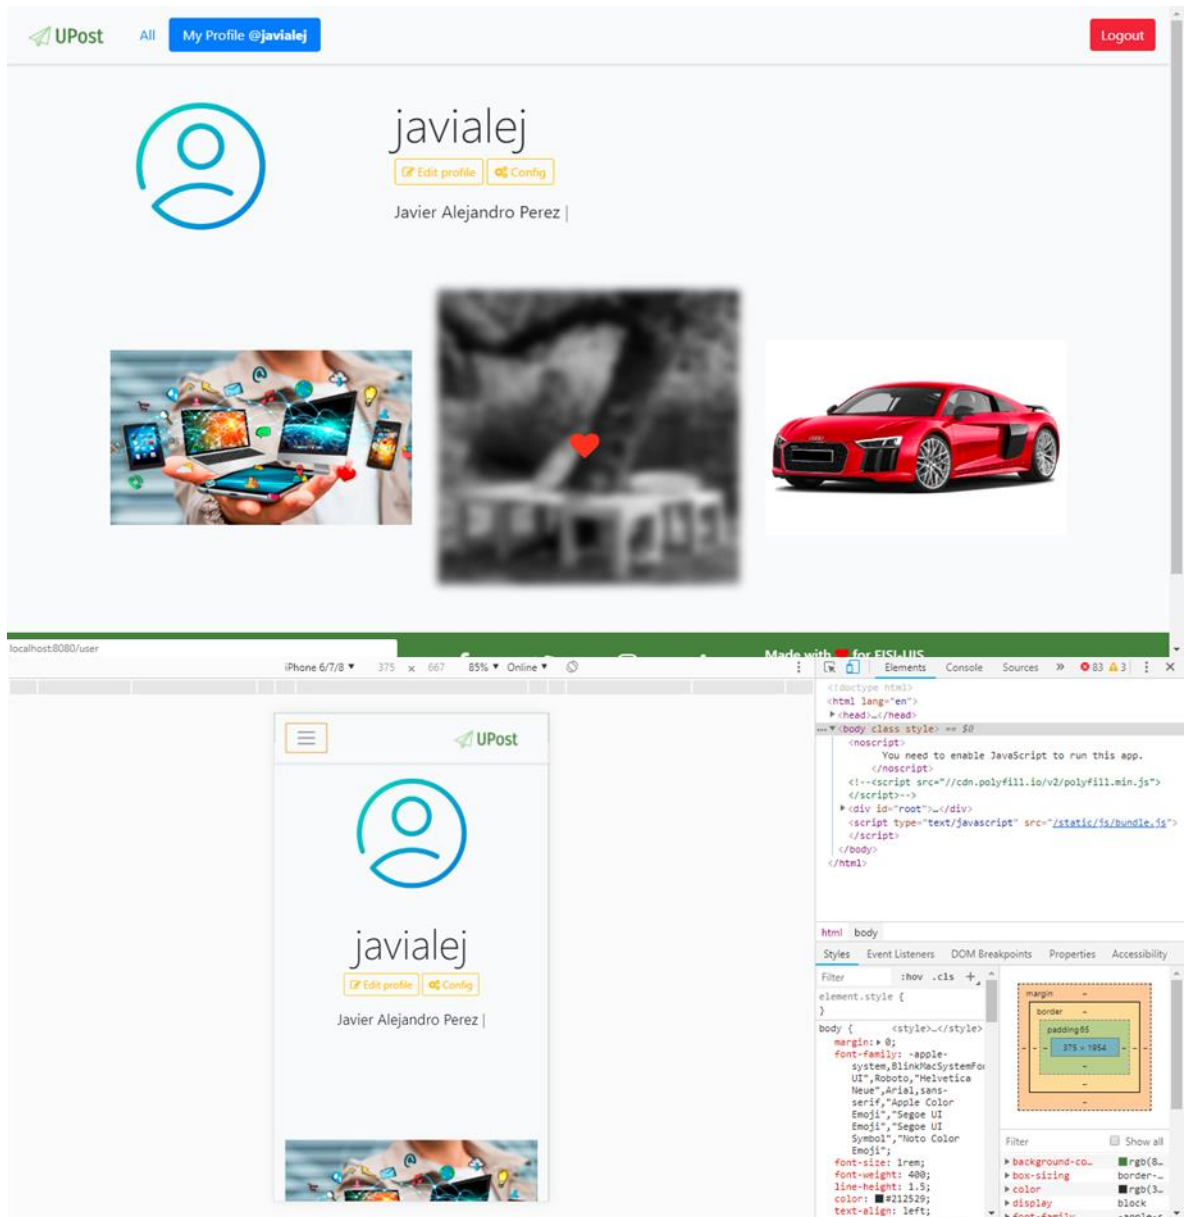 UPost
All
My Profile @javialej
Logout
javialej
Edit profile
Config
Javier Alejandro Perez |
localhost:8080/user
Made with ❤ for EISI-UIS
iPhone 6/7/8 ▼ 375 x 667 85% ▼ Online ▼
Elements Console Sources » 83 3
<!doctype html>
<html lang="en">
<head>…</head>
<body class style> == $0
<noscript>
You need to enable JavaScript to run this app.
</noscript>
<!--<script src="//cdn.polyfill.io/v2/polyfill.min.js">
</script>-->
<div id="root">…</div>
<script type="text/javascript" src="/static/js/bundle.js">
</script>
</body>
</html>
UPost
javialej
Edit profile
Config
Javier Alejandro Perez |
html body
Styles Event Listeners DOM Breakpoints Properties Accessibility
Filter :hov .cls +
element.style {
}
body { <style>…</style>
margin: 0;
font-family: -apple-
system,BlinkMacSystemFon
UI",Roboto,"Helvetica
Neue",Arial,sans-
serif,"Apple Color
Emoji","Segoe UI
Emoji","Segoe UI
Symbol","Noto Color
Emoji";
font-size: 1rem;
font-weight: 400;
line-height: 1.5;
color: #212529;
text-align: left;
margin -
border -
padding 65
375 × 1954
Filter Show all
background-co… rgb(8…
box-sizing border-…
color rgb(3…
display block